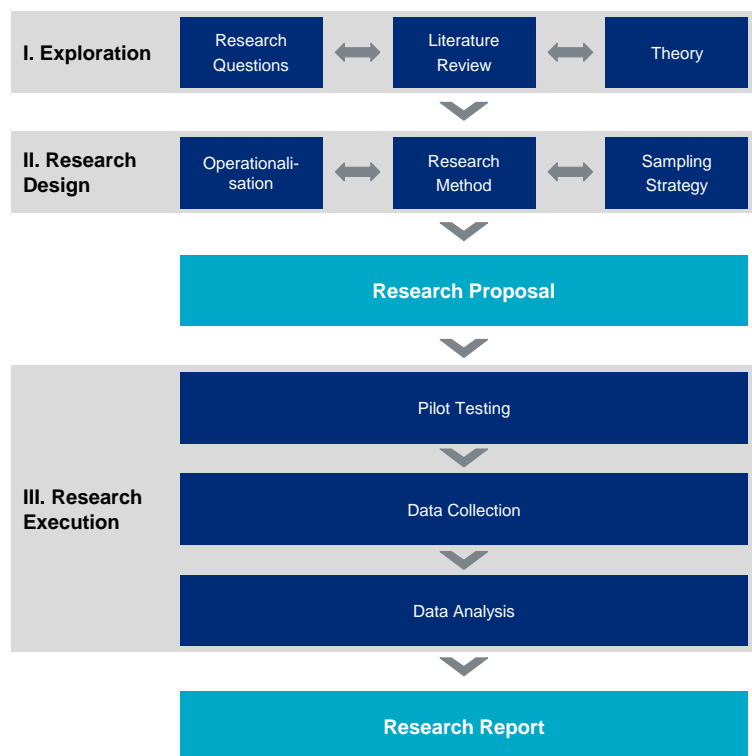 I. Exploration
Research
Questions
Literature
Review
Theory
II. Research
Design
Operationali-
sation
Research
Method
Sampling
Strategy
Research Proposal
III. Research
Execution
Pilot Testing
Data Collection
Data Analysis
Research Report